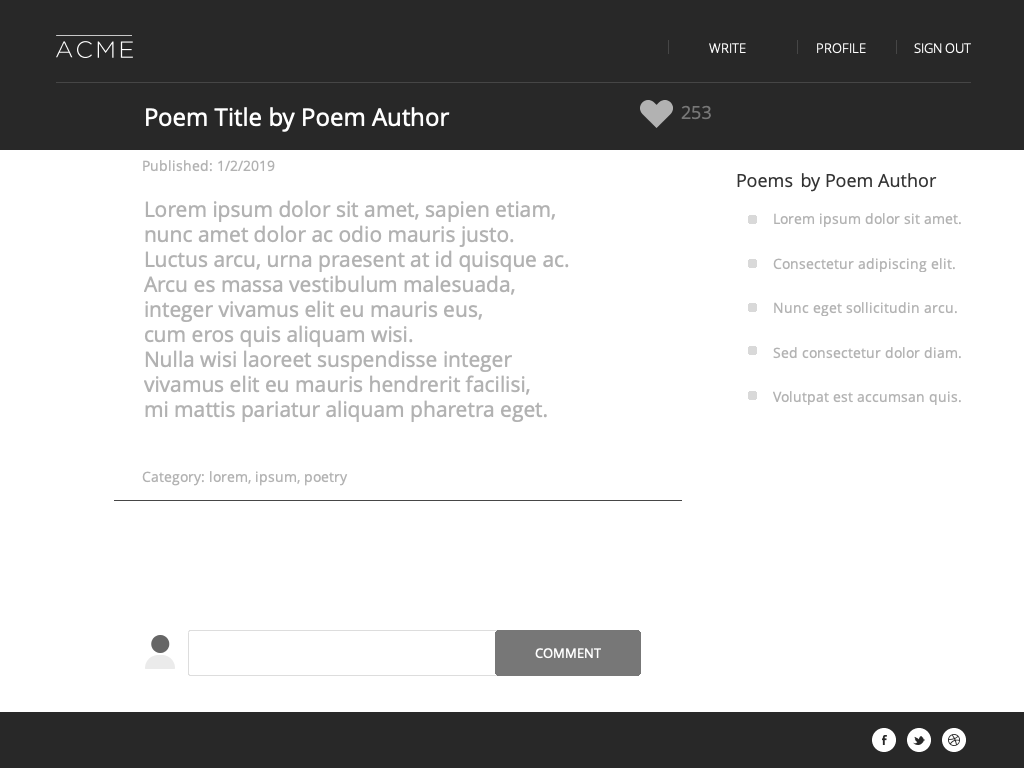 ACME
WRITE
PROFILE
SIGN OUT
Poem Title by Poem Author
253
Published: 1/2/2019
Lorem ipsum dolor sit amet, sapien etiam,
nunc amet dolor ac odio mauris justo.
Luctus arcu, urna praesent at id quisque ac.
Arcu es massa vestibulum malesuada,
integer vivamus elit eu mauris eus,
cum eros quis aliquam wisi.
Nulla wisi laoreet suspendisse integer
vivamus elit eu mauris hendrerit facilisi,
mi mattis pariatur aliquam pharetra eget.
Category: lorem, ipsum, poetry
Poems by Poem Author
Lorem ipsum dolor sit amet.
Consectetur adipiscing elit.
Nunc eget sollicitudin arcu.
Sed consectetur dolor diam.
Volutpat est accumsan quis.
COMMENT